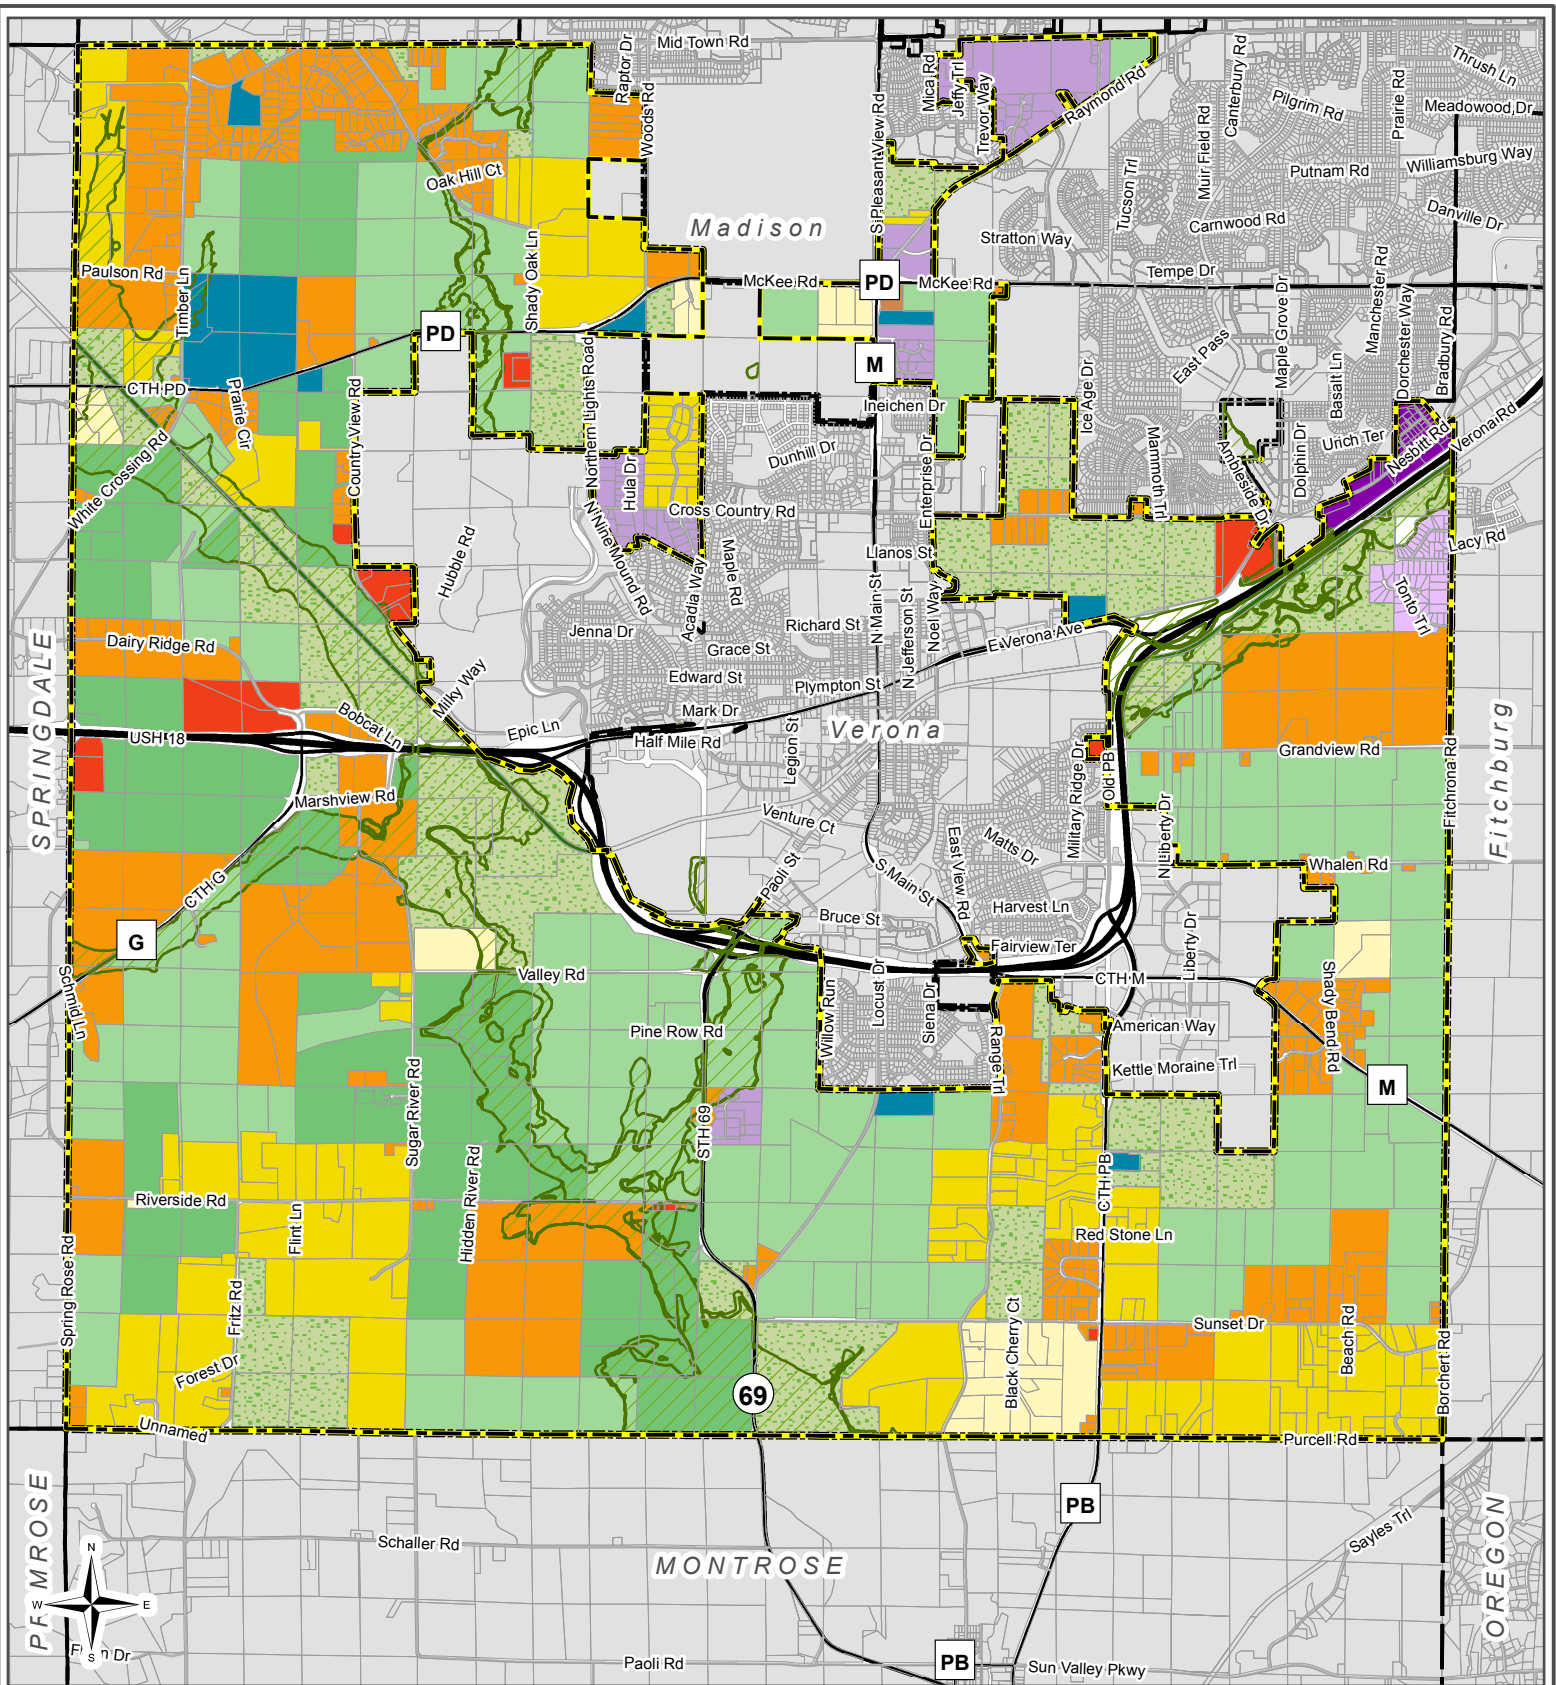 Mid Town Rd
Raptor Dr
Woods Rd
S Pleasant View Rd
Mica Rd
Jetty Trl
Trevor Way
Raymond Rd
Canterbury Rd
Muir Field Rd
Pilgrim Rd
Prairie Rd
Thrush Ln
Meadowood Dr
Williamsburg Way
Putnam Rd
Danville Dr
Tucson Trl
Carnwood Rd
Stratton Way
Tempe Dr
Oak Hill Ct
Madison
Shady Oak Ln
Paulson Rd
Timber Ln
McKee Rd
PD
McKee Rd
Maple Grove Dr
Manchester Rd
Dorchester Way
Bradbury Rd
PD
M
East Pass
Basalt Ln
Ice Age Dr
CTH PD
Prairie Cir
Country View Rd
Northern Lights Road
Ineichen Dr
Dunhill Dr
Enterprise Dr
Mammoth Trl
Ambleside Dr
Dolphin Dr
Urich Ter
Nesbitt Rd
Verona Rd
White Crossing Rd
Hula Dr
Cross Country Rd
N Nine Mound Rd
Hubble Rd
Maple Rd
Acadia Way
Llanos St
Lacy Rd
Tonto Trl
N Main St
N Jefferson St
Noel Way
Jenna Dr
Richard St
Grace St
E Verona Ave
SPRINGDALE
Dairy Ridge Rd
Edward St
Plympton St
Milky Way
Mark Dr
Bobcat Ln
Epic Ln
Half Mile Rd
Legion St
Verona
USH 18
Military Ridge Dr
Old PB
Grandview Rd
Fitchrona Rd
Fitchburg
Marshview Rd
Venture Ct
Matts Dr
East View Rd
N Liberty Dr
Whalen Rd
CTH G
Paoli St
S Main St
Bruce St
Harvest Ln
G
Fairview Ter
Liberty Dr
Valley Rd
CTH M
Schmid Ln
Willow Run
Locust Dr
Siena Dr
Range Trl
American Way
Shady Bend Rd
Pine Row Rd
Kettle Moraine Trl
M
Sugar River Rd
STH 69
Hidden River Rd
CTH PB
Riverside Rd
Flint Ln
Red Stone Ln
Spring Rose Rd
Fritz Rd
Black Cherry Ct
Sunset Dr
Beach Rd
Borchert Rd
Forest Dr
69
Unnamed
Purcell Rd
PRIMROSE
PB
Sayles Trl
OREGON
Schaller Rd
MONTROSE
N
W
E
S
Paoli Rd
PB
Sun Valley Pkwy